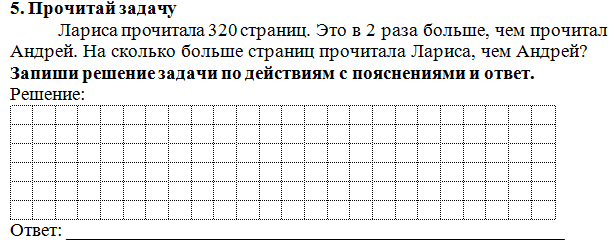 5. Прочитай задачу
Лариса прочитала 320 страниц. Это в 2 раза больше, чем прочитал
Андрей. На сколько больше страниц прочитала Лариса, чем Андрей?
Запиши решение задачи по действиям с пояснениями и ответ.
Решение:
Ответ: